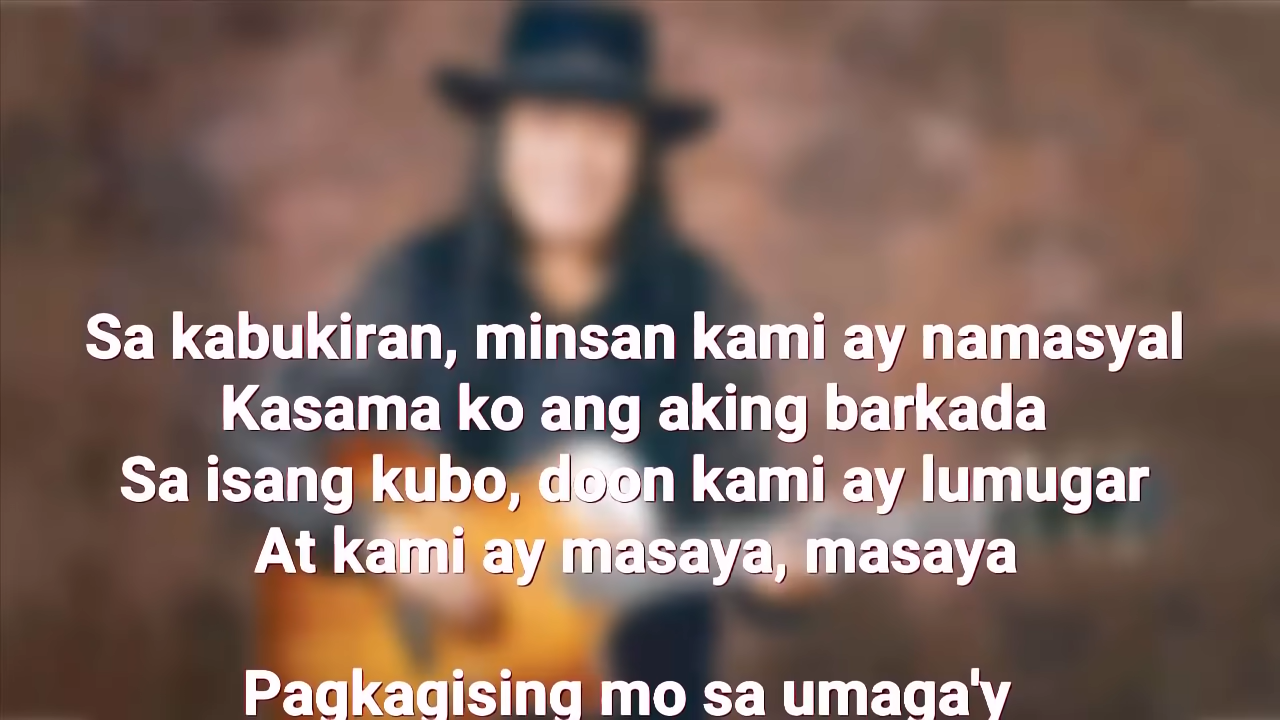 Sa kabukiran, minsan kami ay namasyal
Kasama ko ang aking barkada
Sa isang kubo, doon kami ay lumugar
At kami ay masaya, masaya
Pagkagising mo sa umaga'y